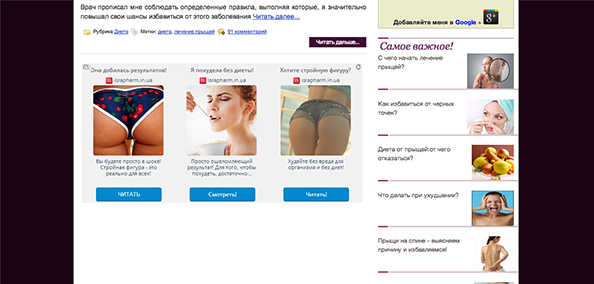 Врач прописал мне соблюдать определенные правила, выполняя которые, я значительно
повышал свои шансы избавиться от этого заболевания Читать далее...
Рубрика Диета Метки: диета, лечение прыщей 91 комментарий
Читать дальше...
Она добилась результатов!
israpharm.in.ua
Вы будете просто в шоке!
Стройная фигура - это
реально для всех!
ЧИТАТЬ
Я похудела без диеты!
israpharm.in.ua
Просто ошеломляющий
результат! Для того, чтобы
похудеть, достаточно...
Смотреть!
Хотите стройную фигуру?
israpharm.in.ua
Худейте без вреда для
организма и без диет!
Читать!
Добавляйте меня в Google +
g+
Самое важное!
С чего начать лечение
прыщей?
Как избавиться от черных
точек?
Диета от прыщей:от чего
отказаться?
Что делать при ухудшении?
Прыщи на спине - выясняем
причину и избавляемся!